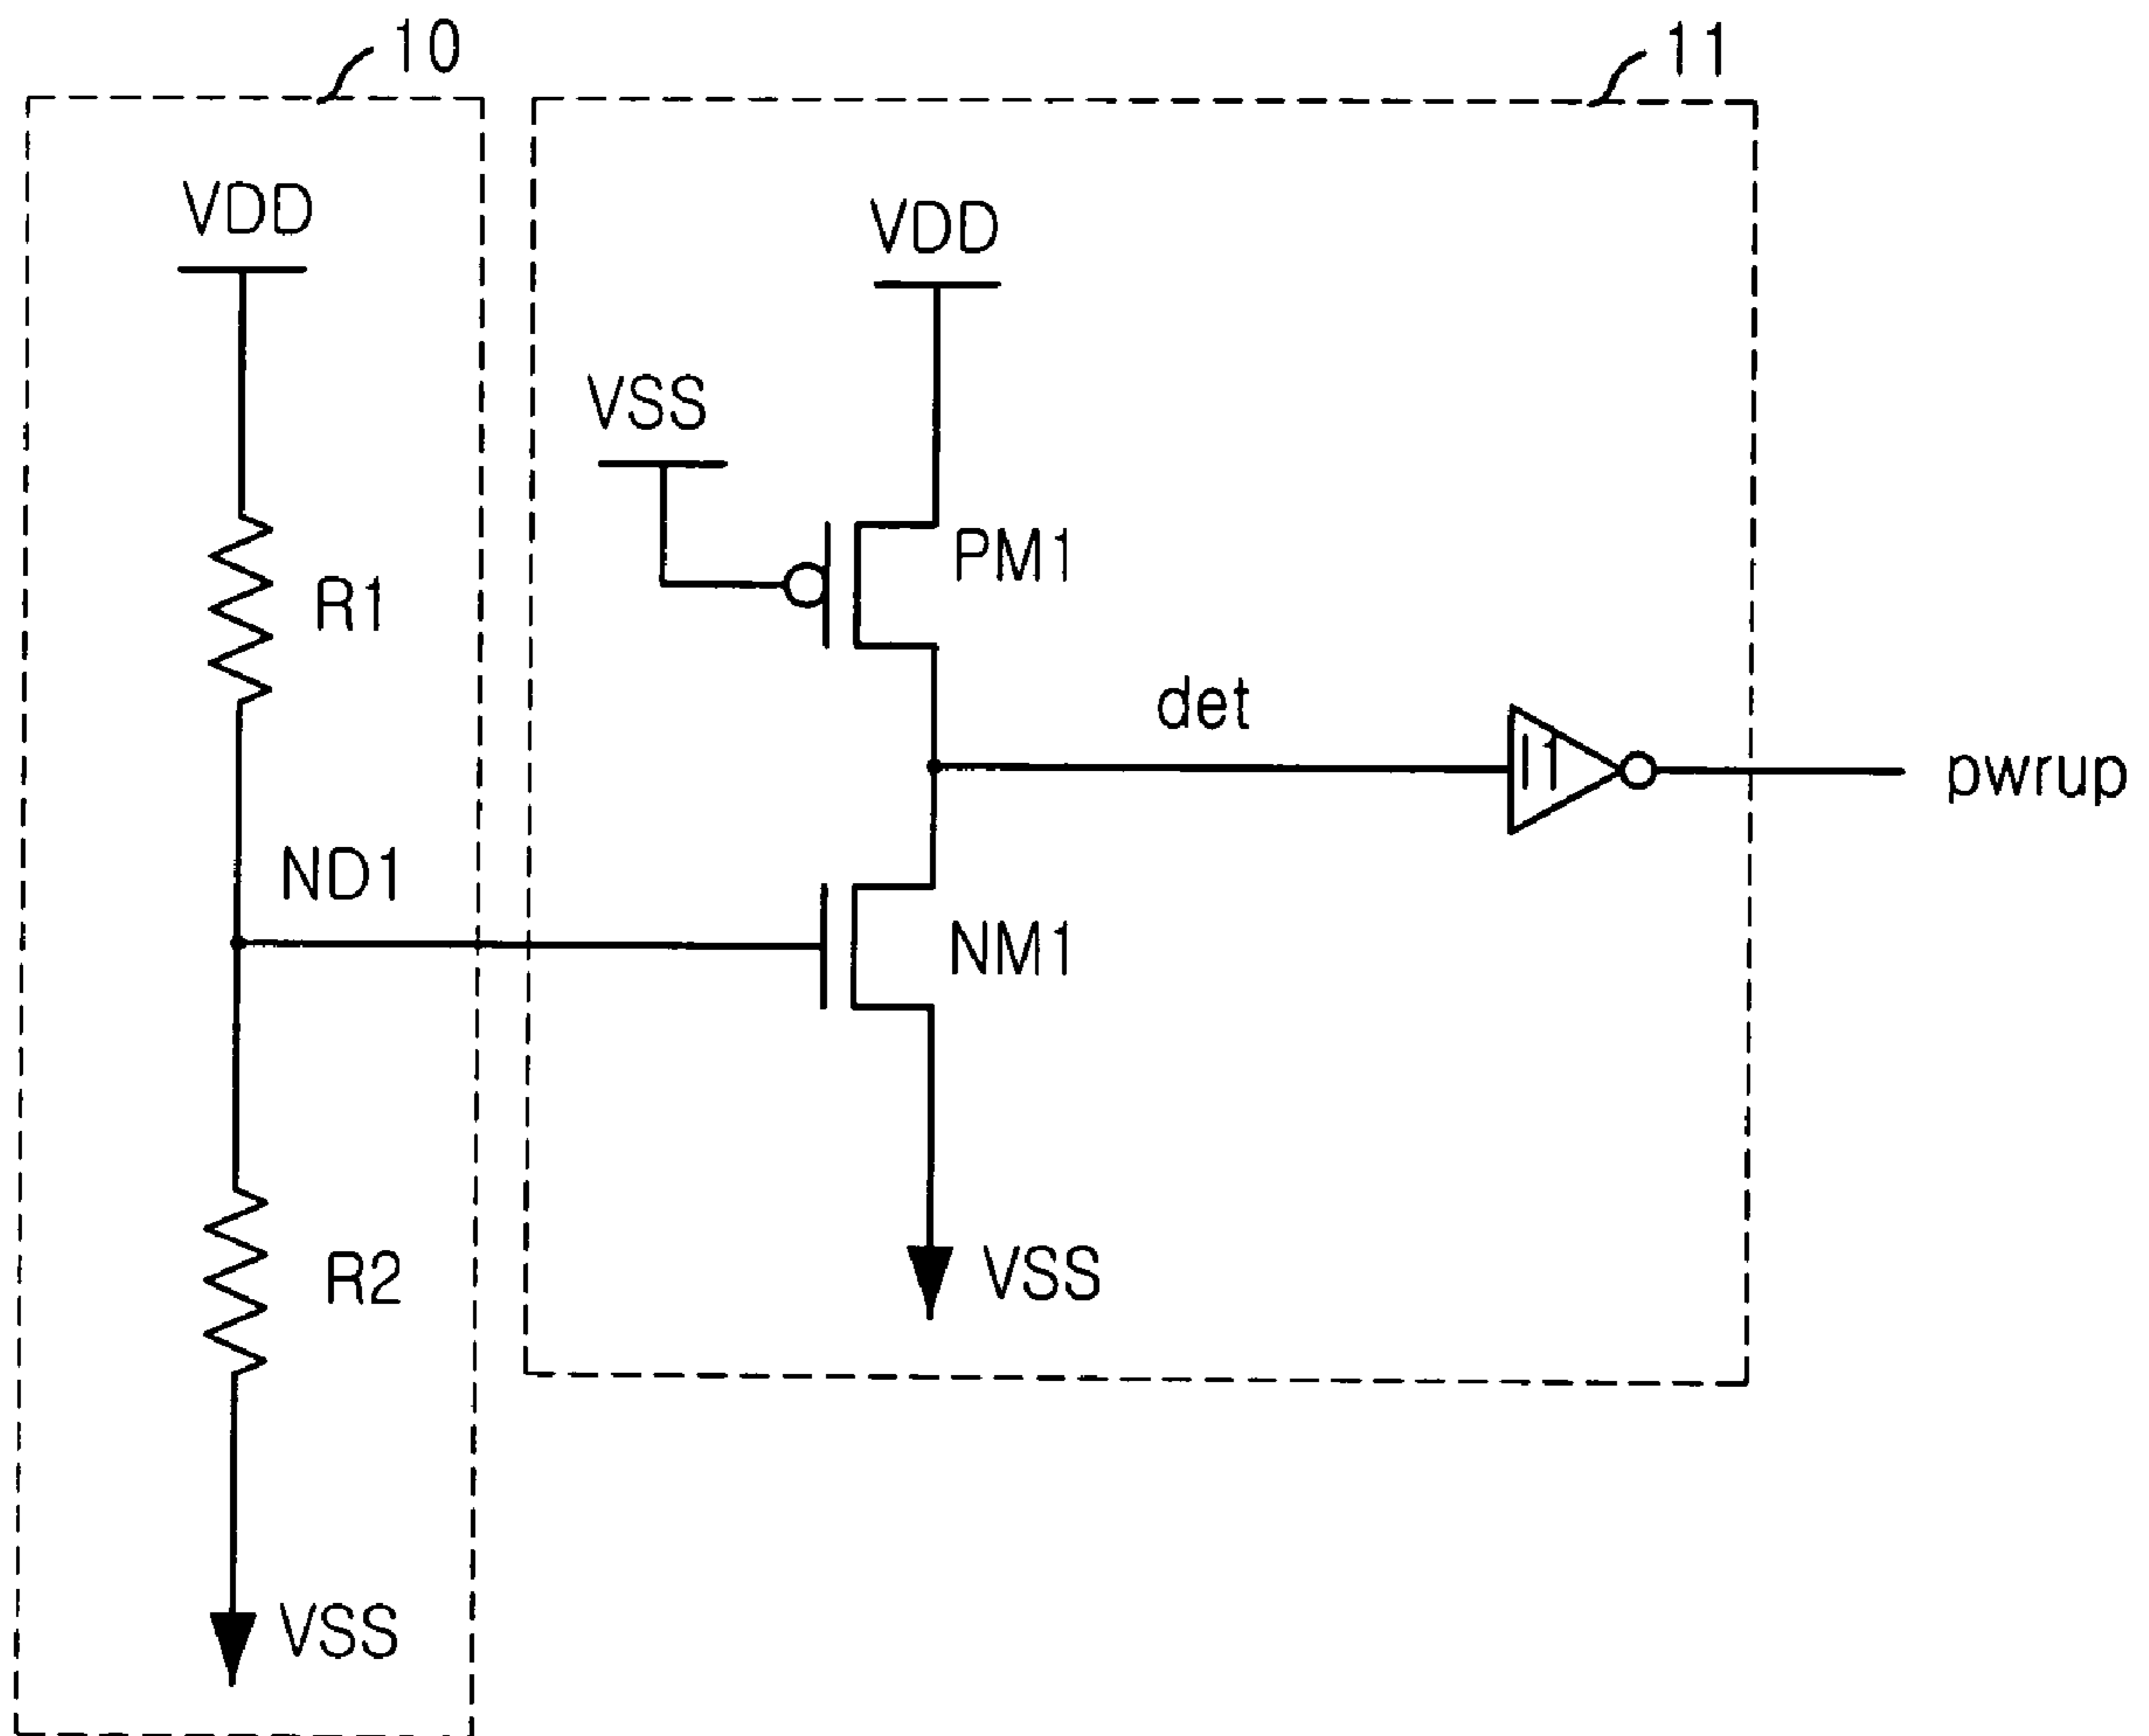 10
11
VDD
VDD
VSS
PM1
R1
det
I1
pwrup
ND1
NM1
R2
VSS
VSS